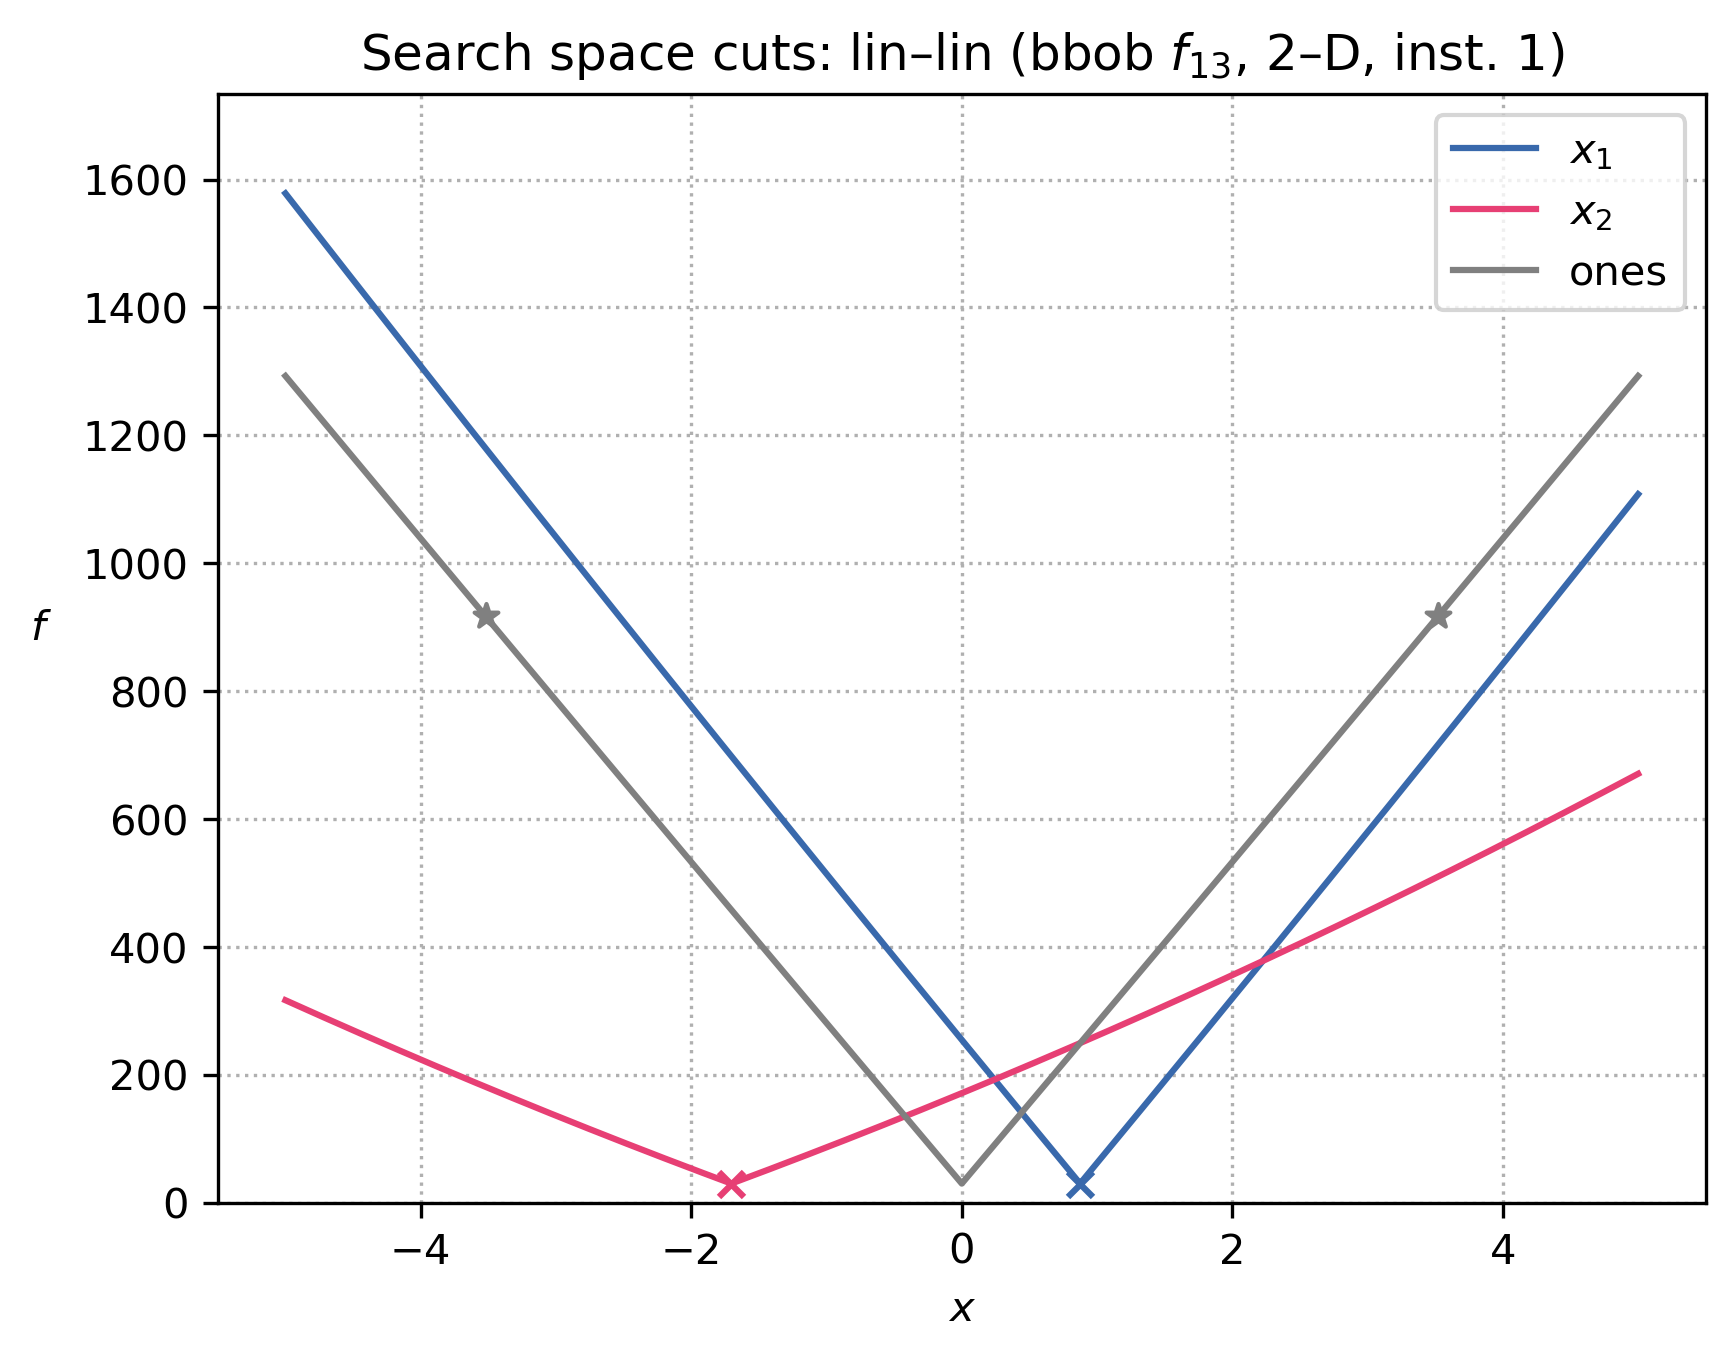 Search space cuts: lin–lin (bbob f13, 2–D, inst. 1)
x1
x2
ones
1600
1400
1200
1000
800
600
400
200
0
f
−4 −2 0 2 4
x